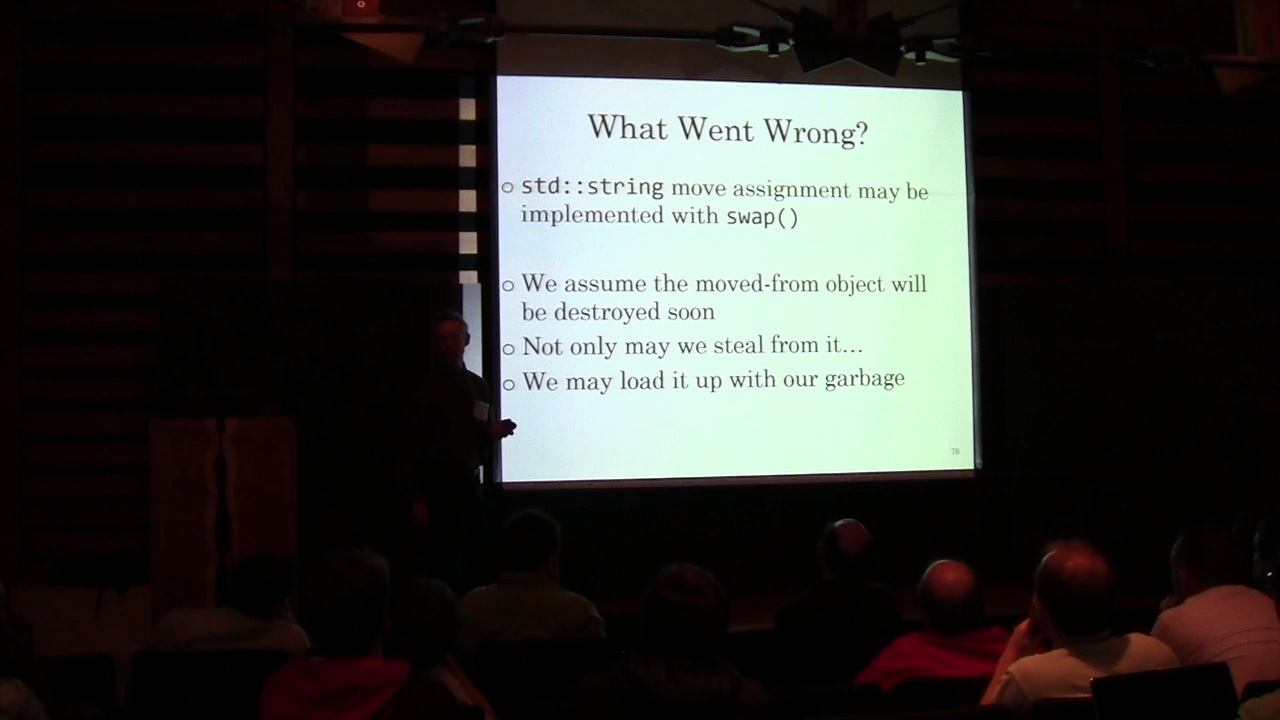 What Went Wrong?
std::string move assignment may be
implemented with swap()
We assume the moved-from object will
be destroyed soon
Not only may we steal from it…
We may load it up with our garbage
78